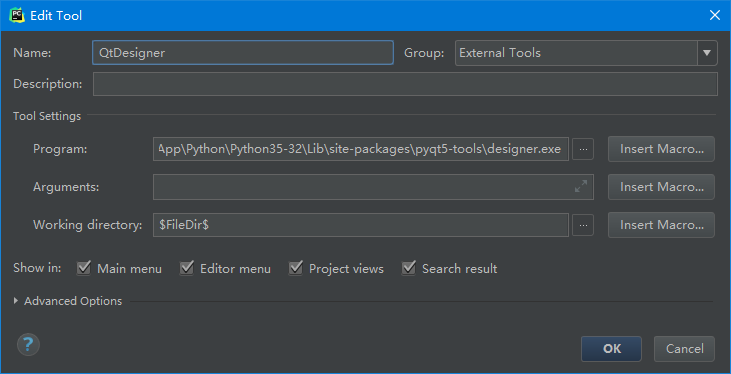 Edit Tool
Name: QtDesigner Group: External Tools
Description:
Tool Settings
Program: App\Python\Python35-32\Lib\site-packages\pyqt5-tools\designer.exe ... Insert Macro...
Arguments: Insert Macro...
Working directory: $FileDir$ ... Insert Macro...
Show in: Main menu Editor menu Project views Search result
Advanced Options
? OK Cancel